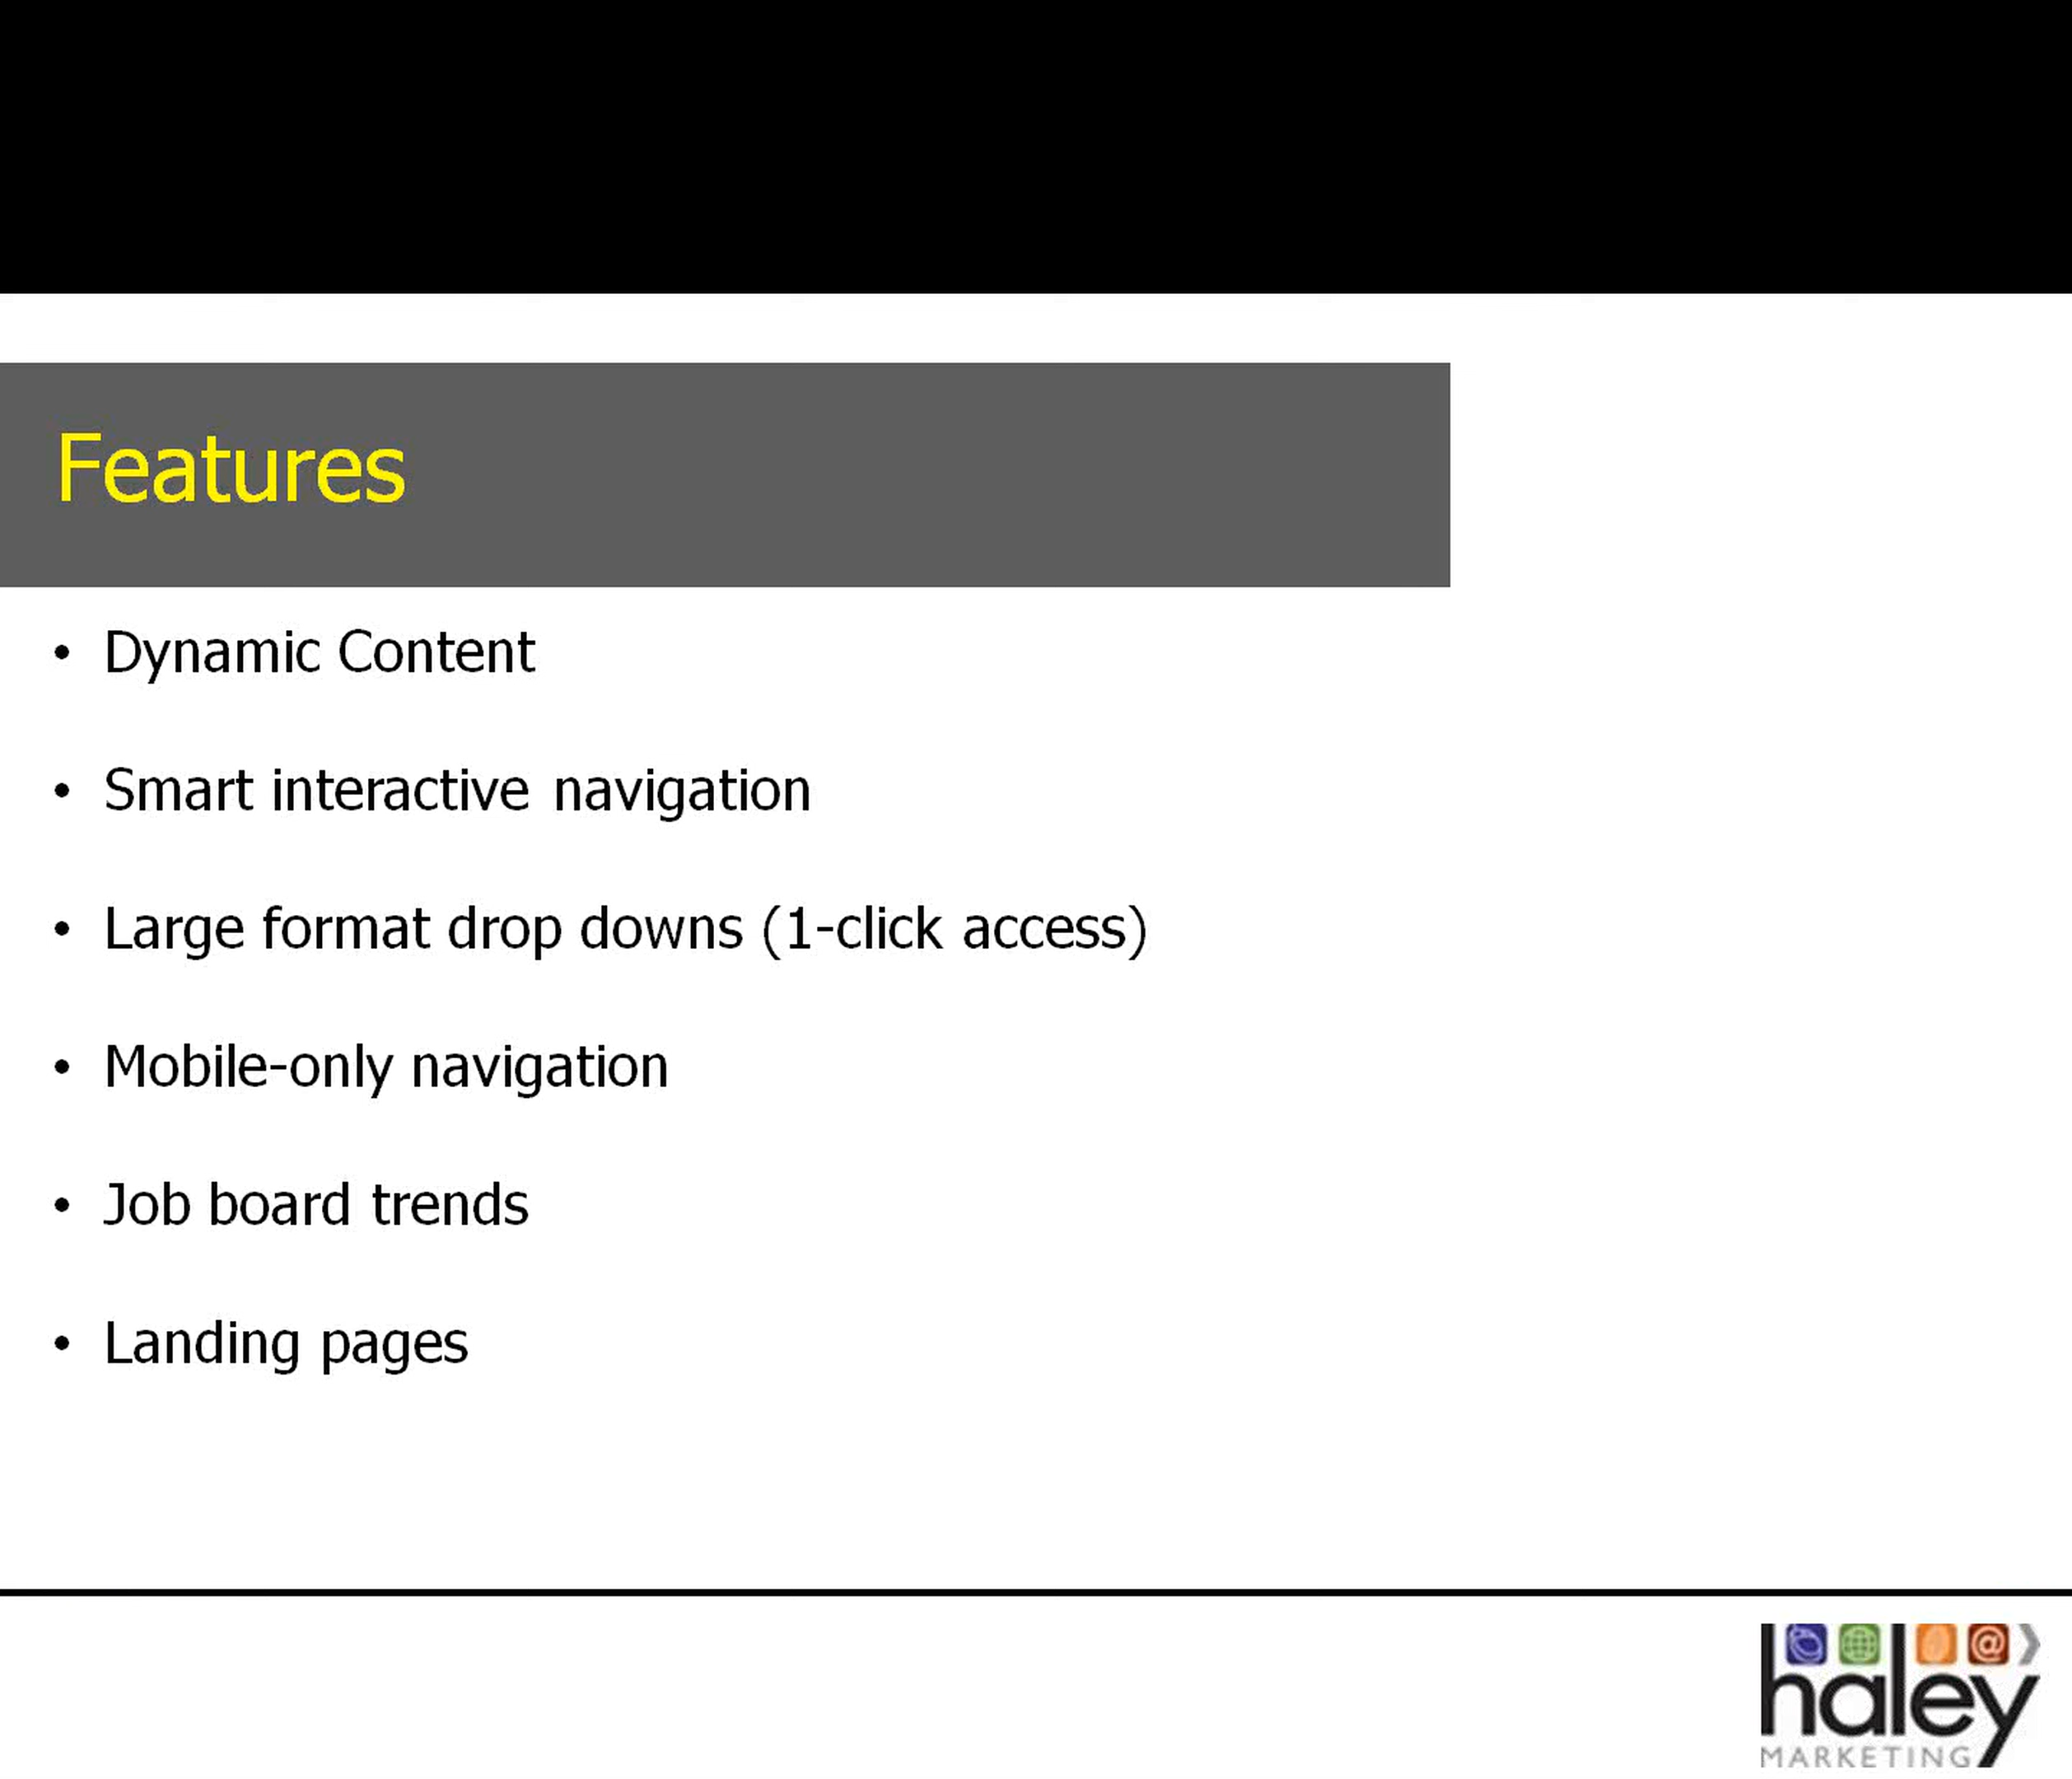 Features
• Dynamic Content
• Smart interactive navigation
• Large format drop downs (1-click access)
• Mobile-only navigation
• Job board trends
• Landing pages
haley
MARKETING